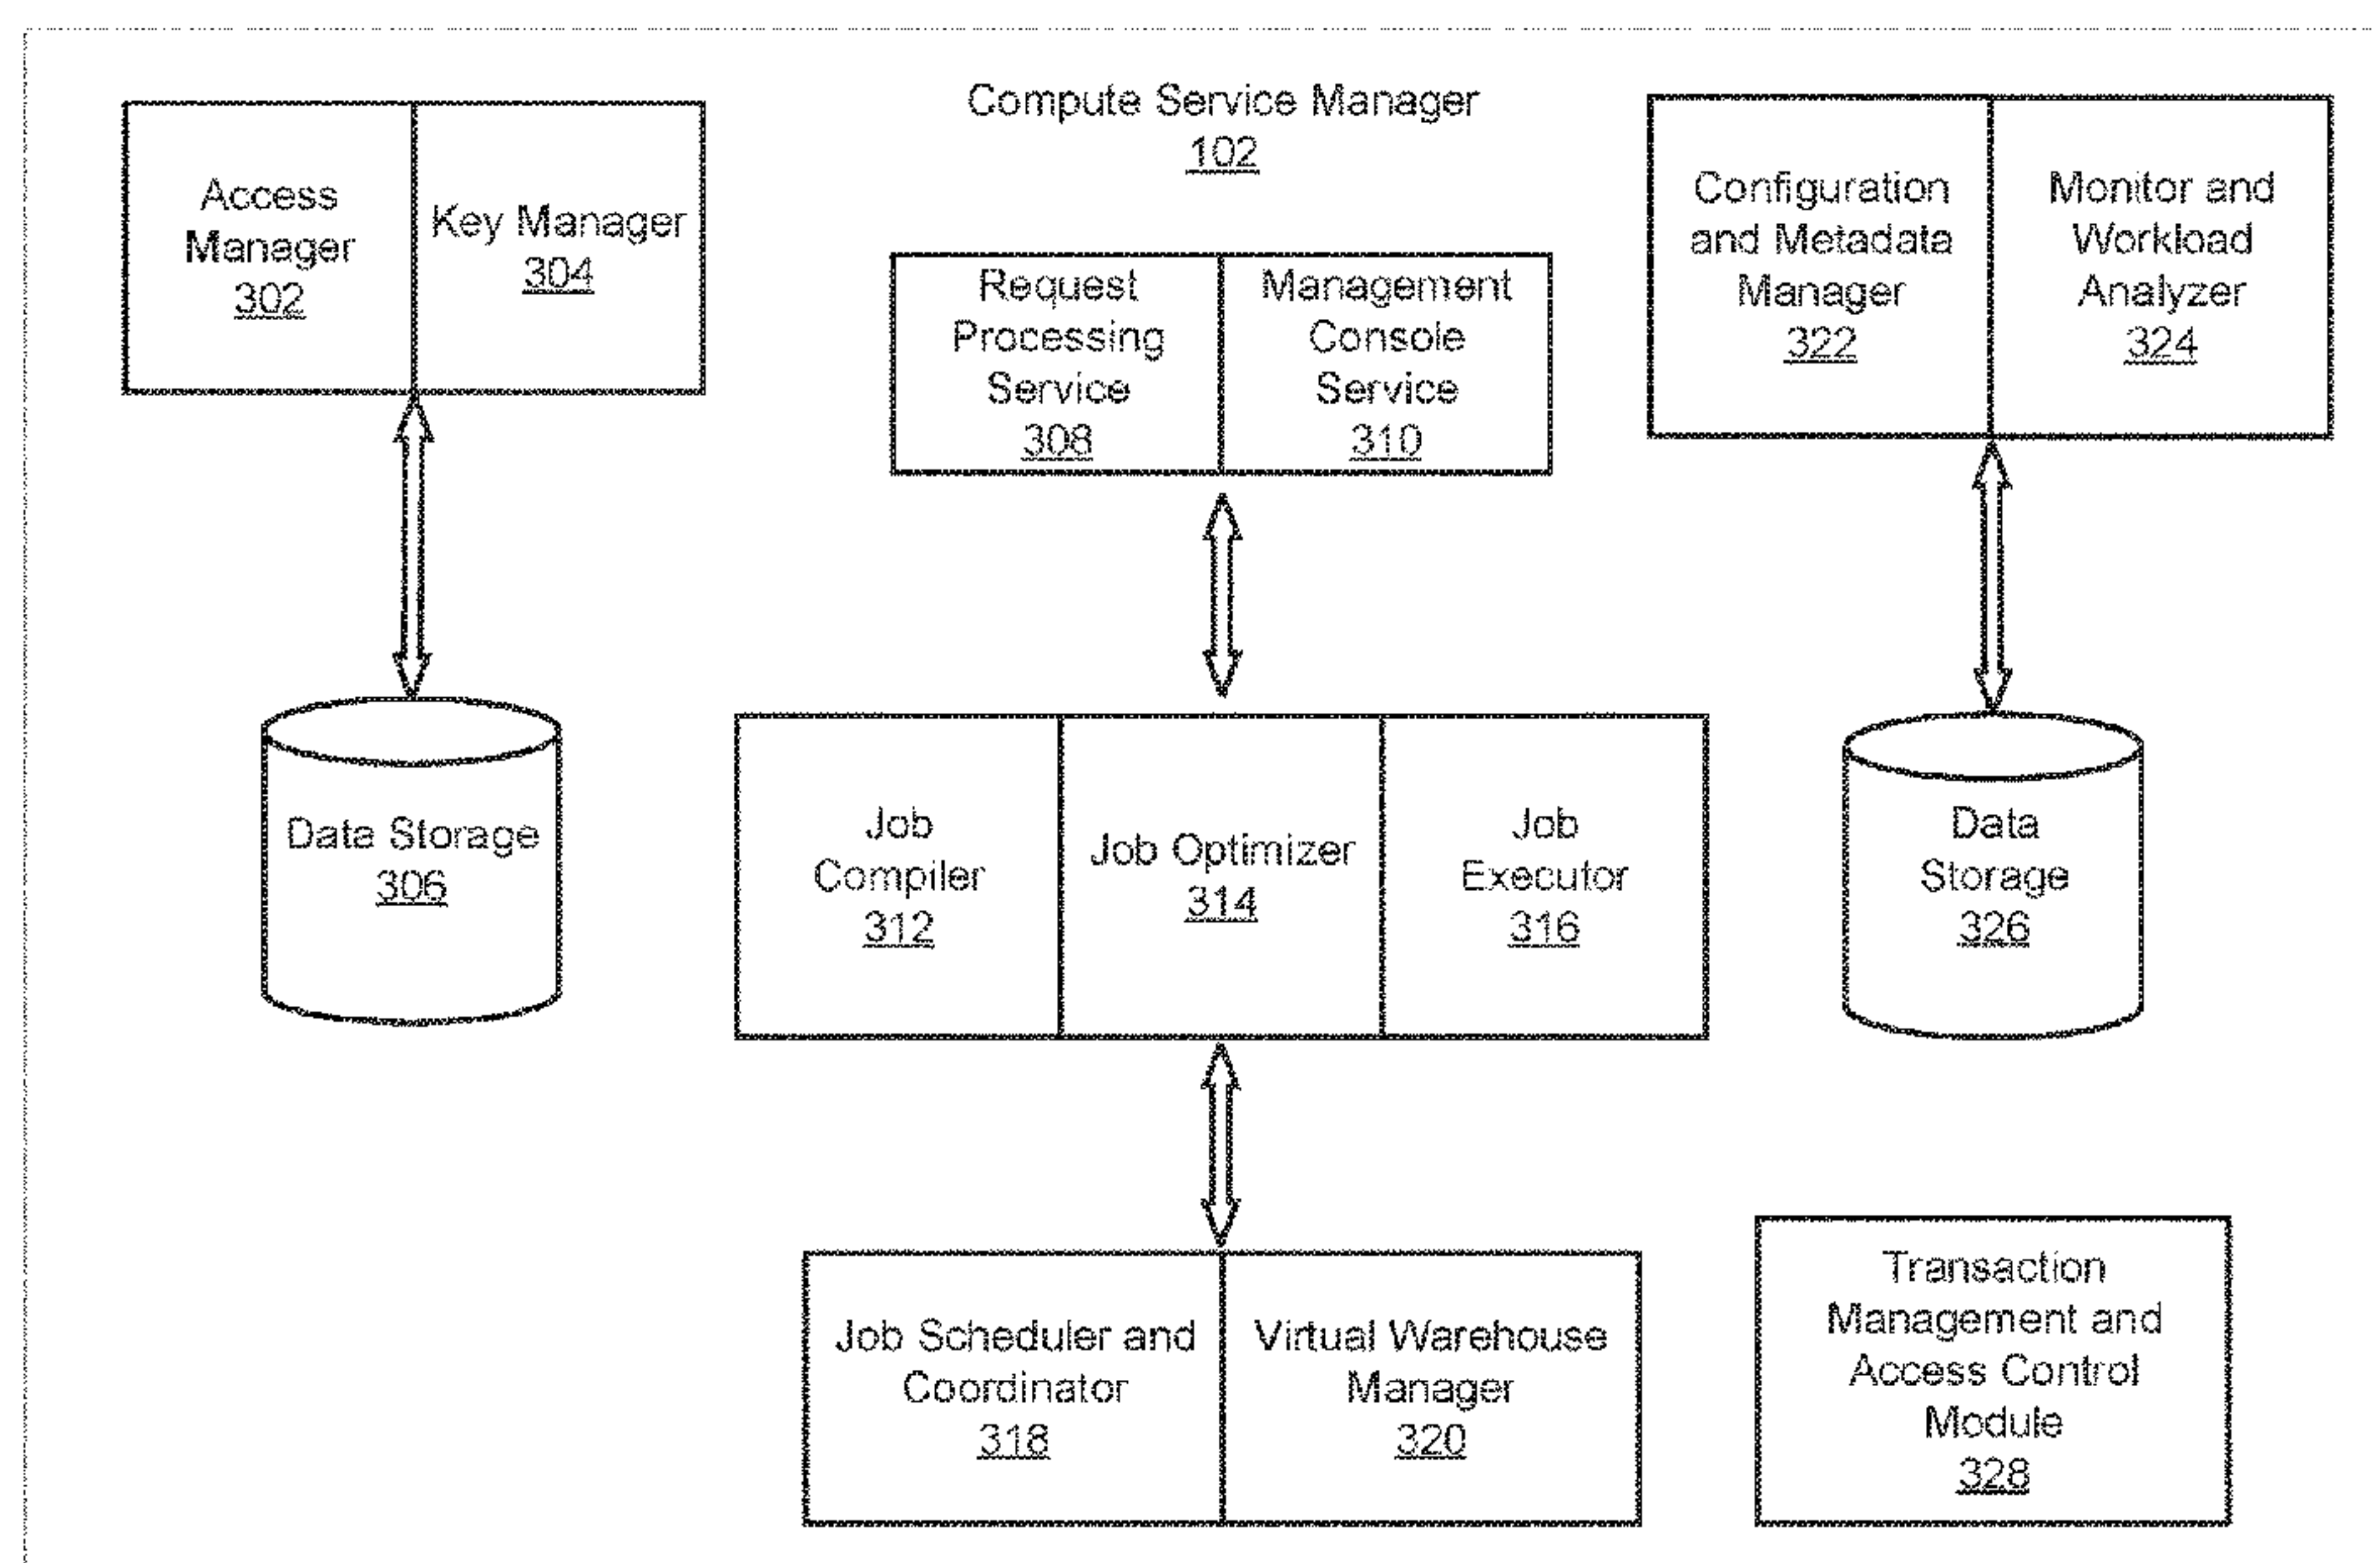 Compute Service Manager
102
Access
Manager
302
Key Manager
304
Request
Processing
Service
308
Management
Console
Service
310
Configuration
and Metadata
Manager
322
Monitor and
Workload
Analyzer
324
Data Storage
306
Job
Compiler
312
Job Optimizer
314
Job
Executor
316
Data
Storage
326
Job Scheduler and
Coordinator
318
Virtual Warehouse
Manager
320
Transaction
Management and
Access Control
Module
328